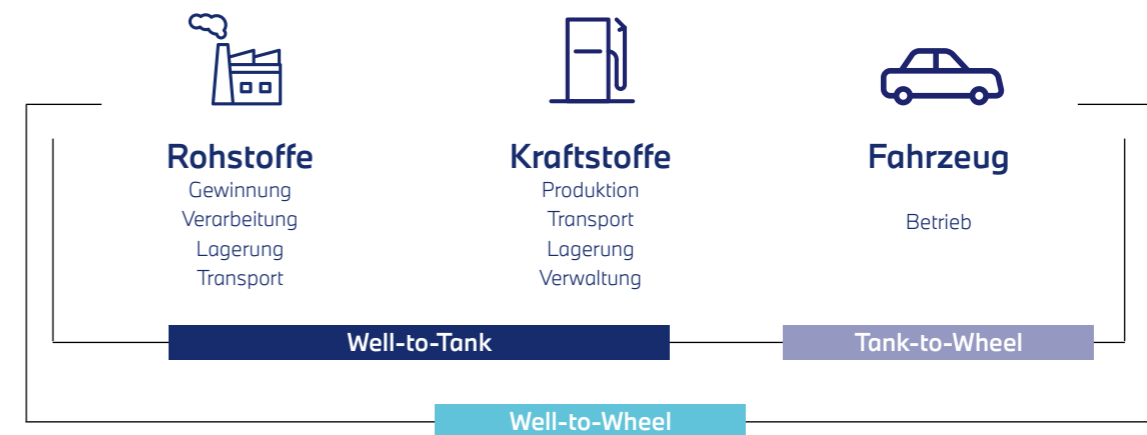 Rohstoffe
Gewinnung
Verarbeitung
Lagerung
Transport
Kraftstoffe
Produktion
Transport
Lagerung
Verwaltung
Fahrzeug
Betrieb
Well-to-Tank
Tank-to-Wheel
Well-to-Wheel